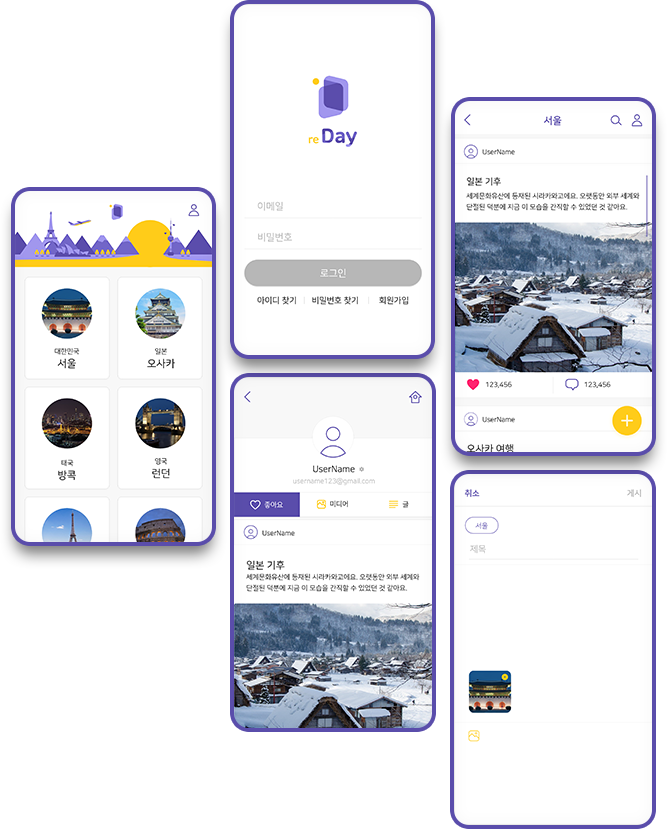 re Day
이메일
비밀번호
로그인
아이디 찾기
비밀번호 찾기
회원가입
대한민국
서울
일본
오사카
태국
방콕
영국
런던
UserName
username123@gmail.com
좋아요
미디어
글
UserName
일본 기후
세계문화유산에 등재된 시라카와고에요. 오랫동안 외부 세계와
단절된 덕분에 지금 이 모습을 간직할 수 있었던 것 같아요.
서울
UserName
일본 기후
세계문화유산에 등재된 시라카와고에요. 오랫동안 외부 세계와
단절된 덕분에 지금 이 모습을 간직할 수 있었던 것 같아요.
123,456
123,456
UserName
오사카 여행
취소
게시
서울
제목